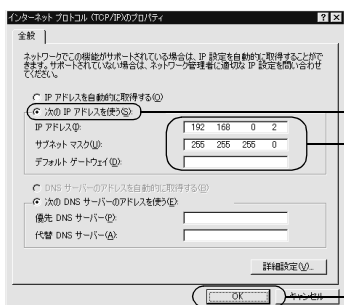 インターネット プロトコル (TCP/IP)のプロパティ
全般
ネットワークでこの機能がサポートされている場合は、IP 設定を自動的に取得することがで
きます。サポートされていない場合は、ネットワーク管理者に適切な IP 設定を問い合わせ
てください。
IP アドレスを自動的に取得する(O)
次の IP アドレスを使う(S):
IP アドレス(I): 192 168 0 2
サブネット マスク(U): 255 255 255 0
デフォルト ゲートウェイ(D):
DNS サーバーのアドレスを自動的に取得する(B)
次の DNS サーバーのアドレスを使う(E):
優先 DNS サーバー(P):
代替 DNS サーバー(A):
詳細設定(V)...
OK
キャンセル